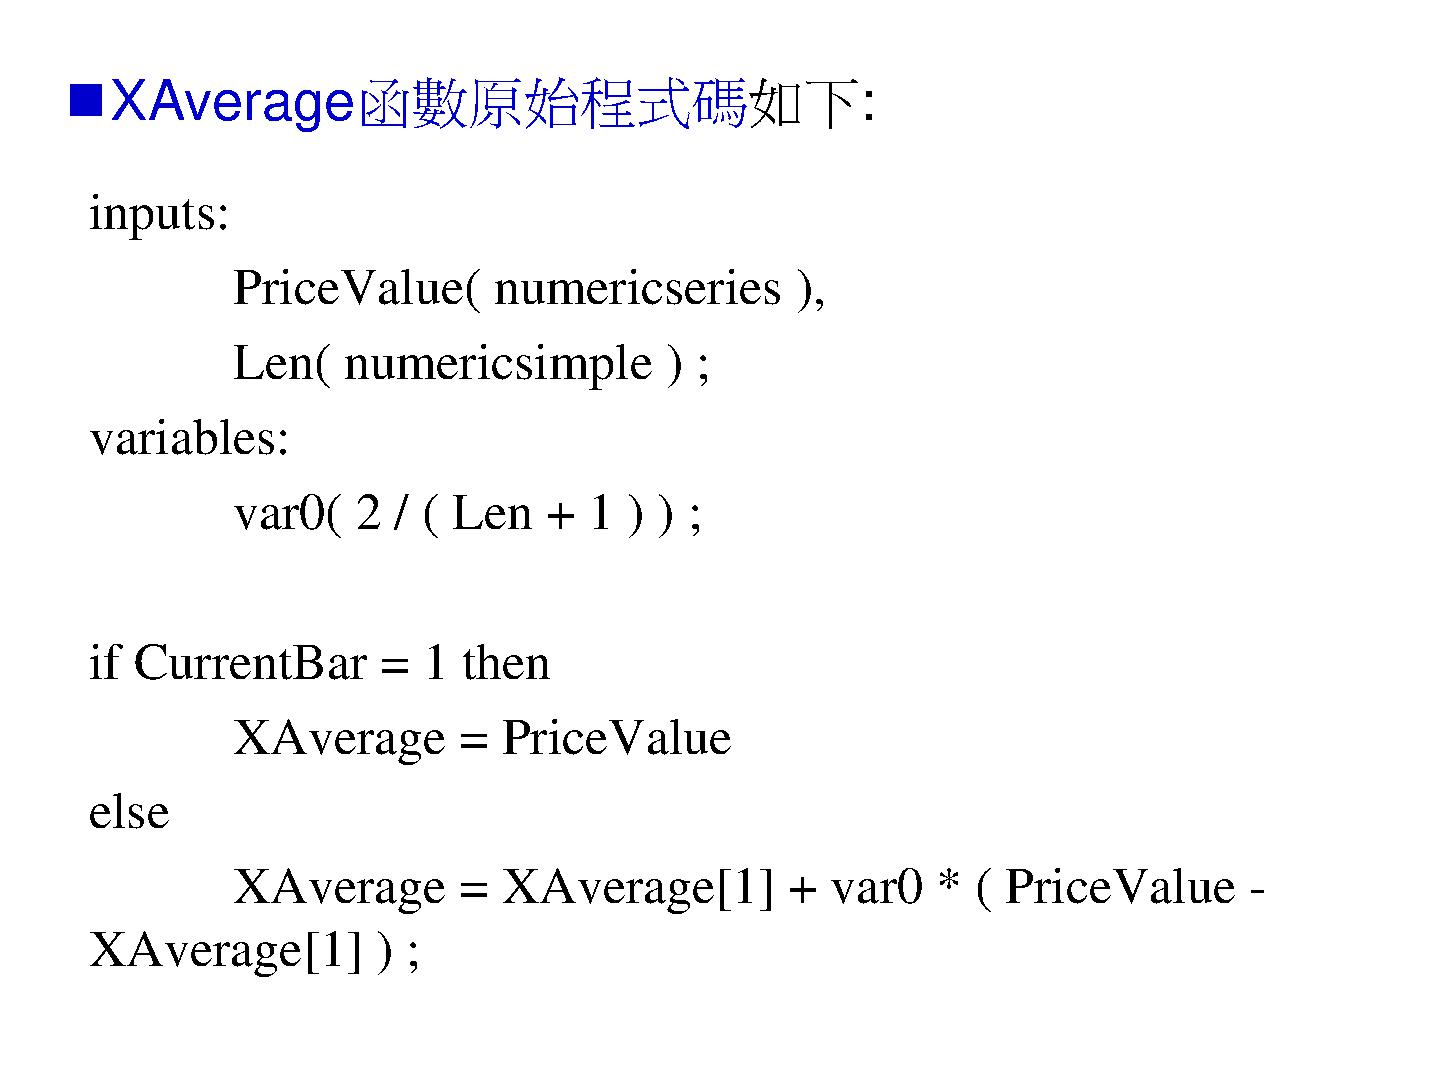 XAverage函數原始程式碼如下:
inputs:
PriceValue( numericseries ),
Len( numericsimple ) ;
variables:
var0( 2 / ( Len + 1 ) ) ;
if CurrentBar = 1 then
XAverage = PriceValue
else
XAverage = XAverage[1] + var0 * ( PriceValue -
XAverage[1] ) ;